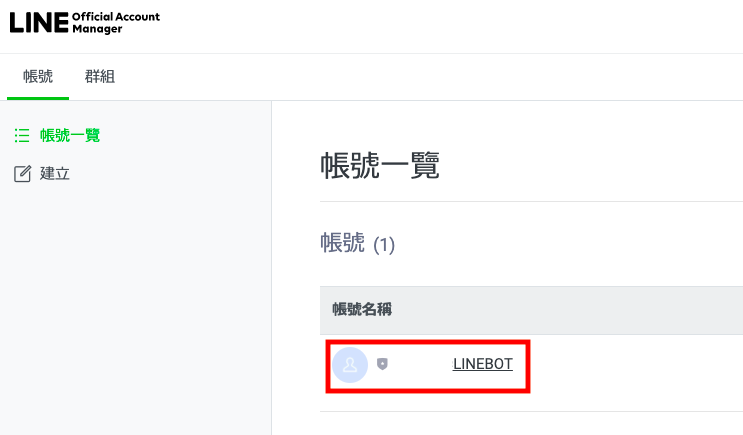 LINE Official Account Manager
帳號
群組
帳號一覽
建立
帳號一覽
帳號 (1)
帳號名稱
LINEBOT